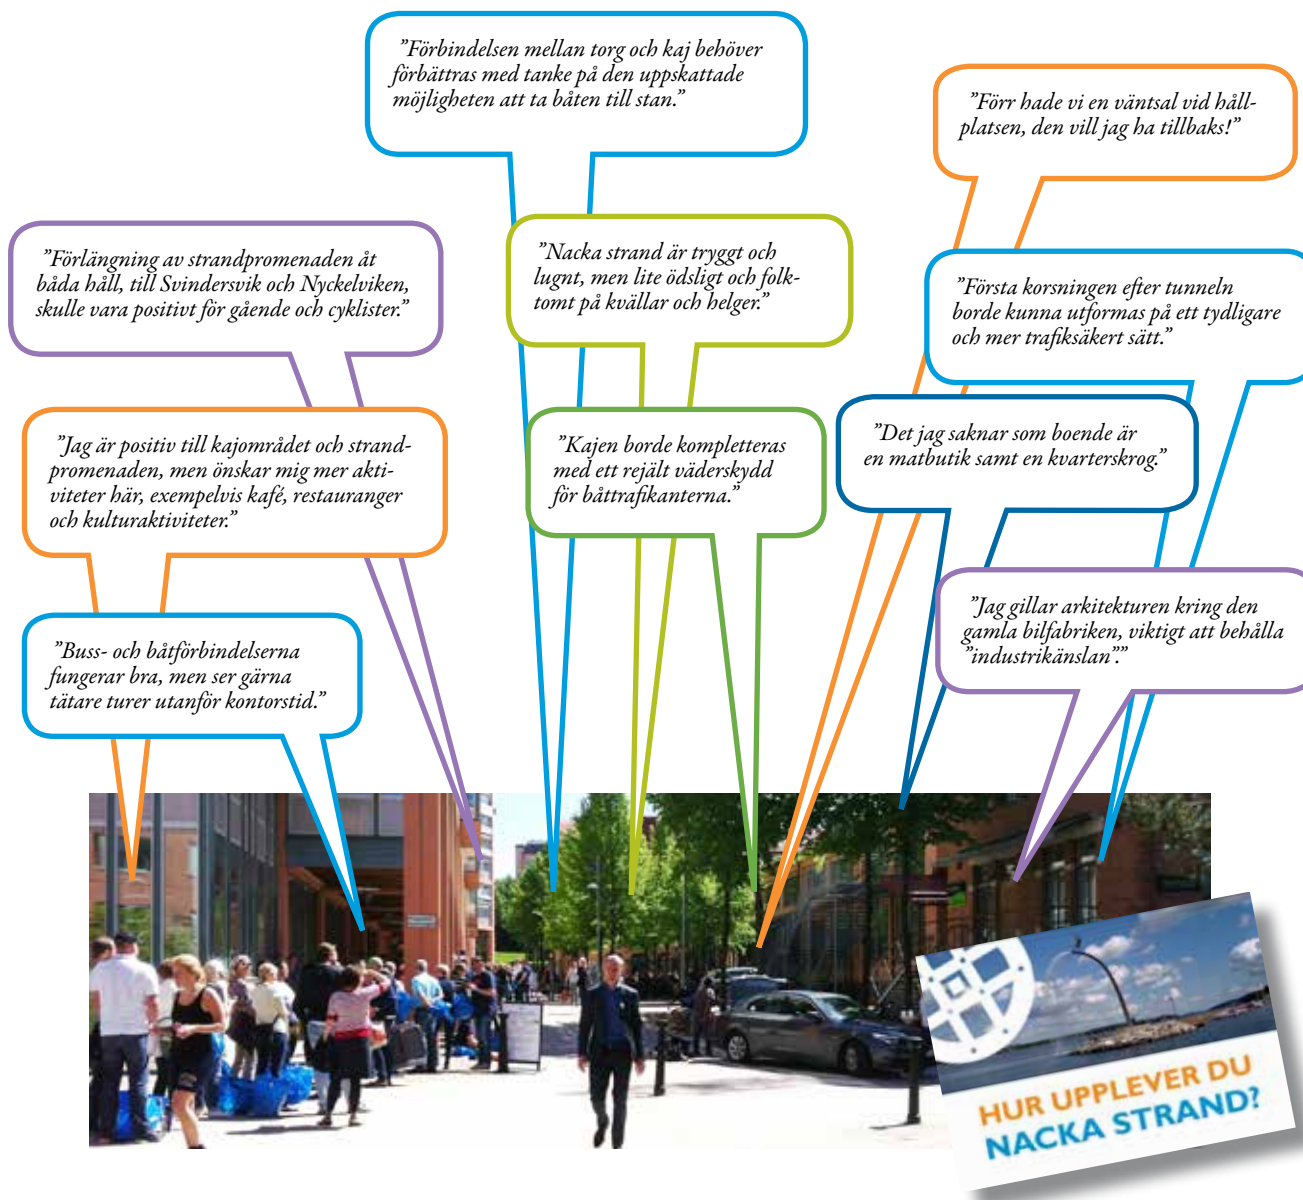 ”Förbindelsen mellan torg och kaj behöver
förbättras med tanke på den uppskattade
möjligheten att ta båten till stan.”
”Förr hade vi en väntsal vid håll-
platsen, den vill jag ha tillbaks!”
”Förlängning av strandpromenaden åt
båda håll, till Svindersvik och Nyckelviken,
skulle vara positivt för gående och cyklister.”
”Nacka strand är tryggt och
lugnt, men lite ödsligt och folk-
tomt på kvällar och helger.”
”Första korsningen efter tunneln
borde kunna utformas på ett tydligare
och mer trafiksäkert sätt.”
”Jag är positiv till kajområdet och strand-
promenaden, men önskar mig mer akti-
viteter här, exempelvis kafé, restauranger
och kulturaktiviteter.”
”Kajen borde kompletteras
med ett rejält väderskydd
för båttrafikanterna.”
”Det jag saknar som boende är
en matbutik samt en kvarterskrog.”
”Buss- och båtförbindelserna
fungerar bra, men ser gärna
tätare turer utanför kontorstid.”
”Jag gillar arkitekturen kring den
gamla bilfabriken, viktigt att behålla
”industrikänslan”.”
HUR UPPLEVER DU
NACKA STRAND?